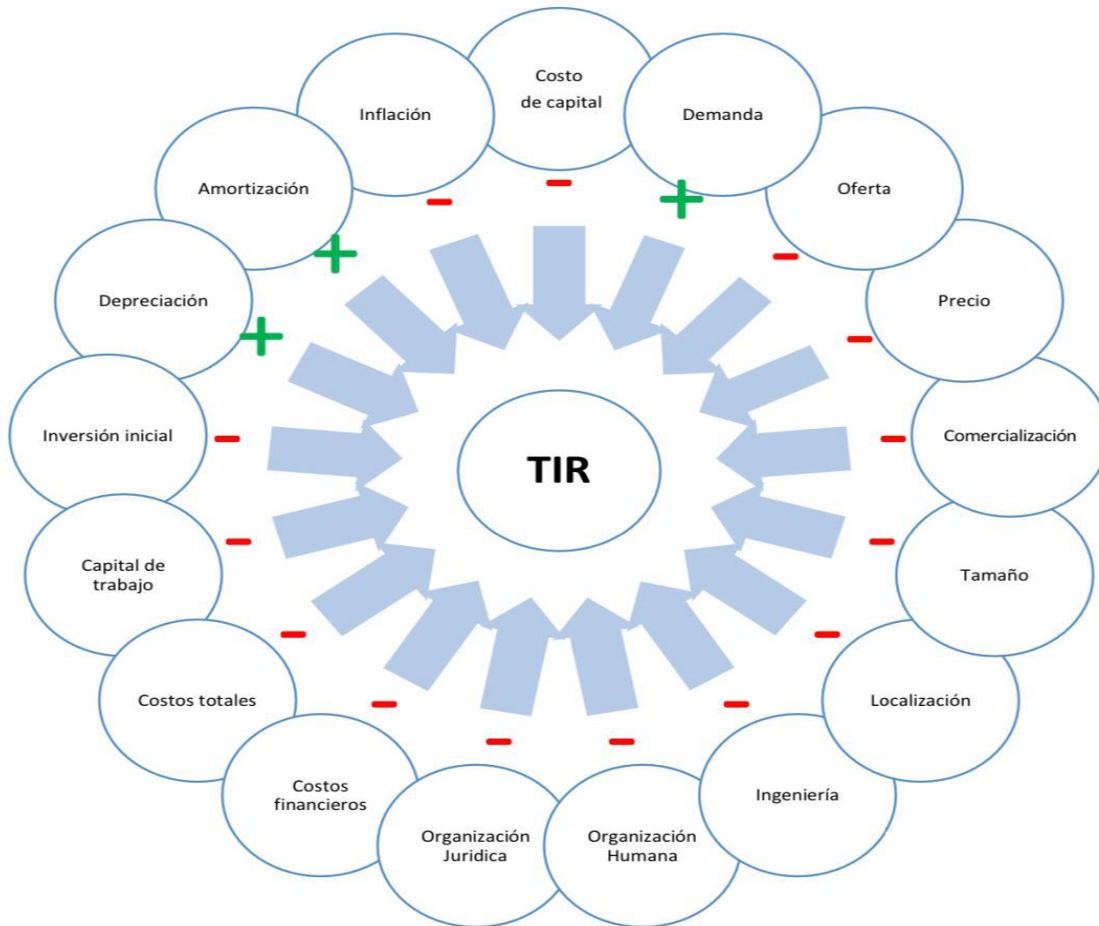 Costo
de capital
Demanda
Oferta
Precio
Comercialización
Tamaño
Localización
Ingeniería
Organización
Humana
Organización
Juridica
Costos
financieros
Costos totales
Capital de
trabajo
Inversión inicial
Depreciación
Amortización
Inflación
TIR